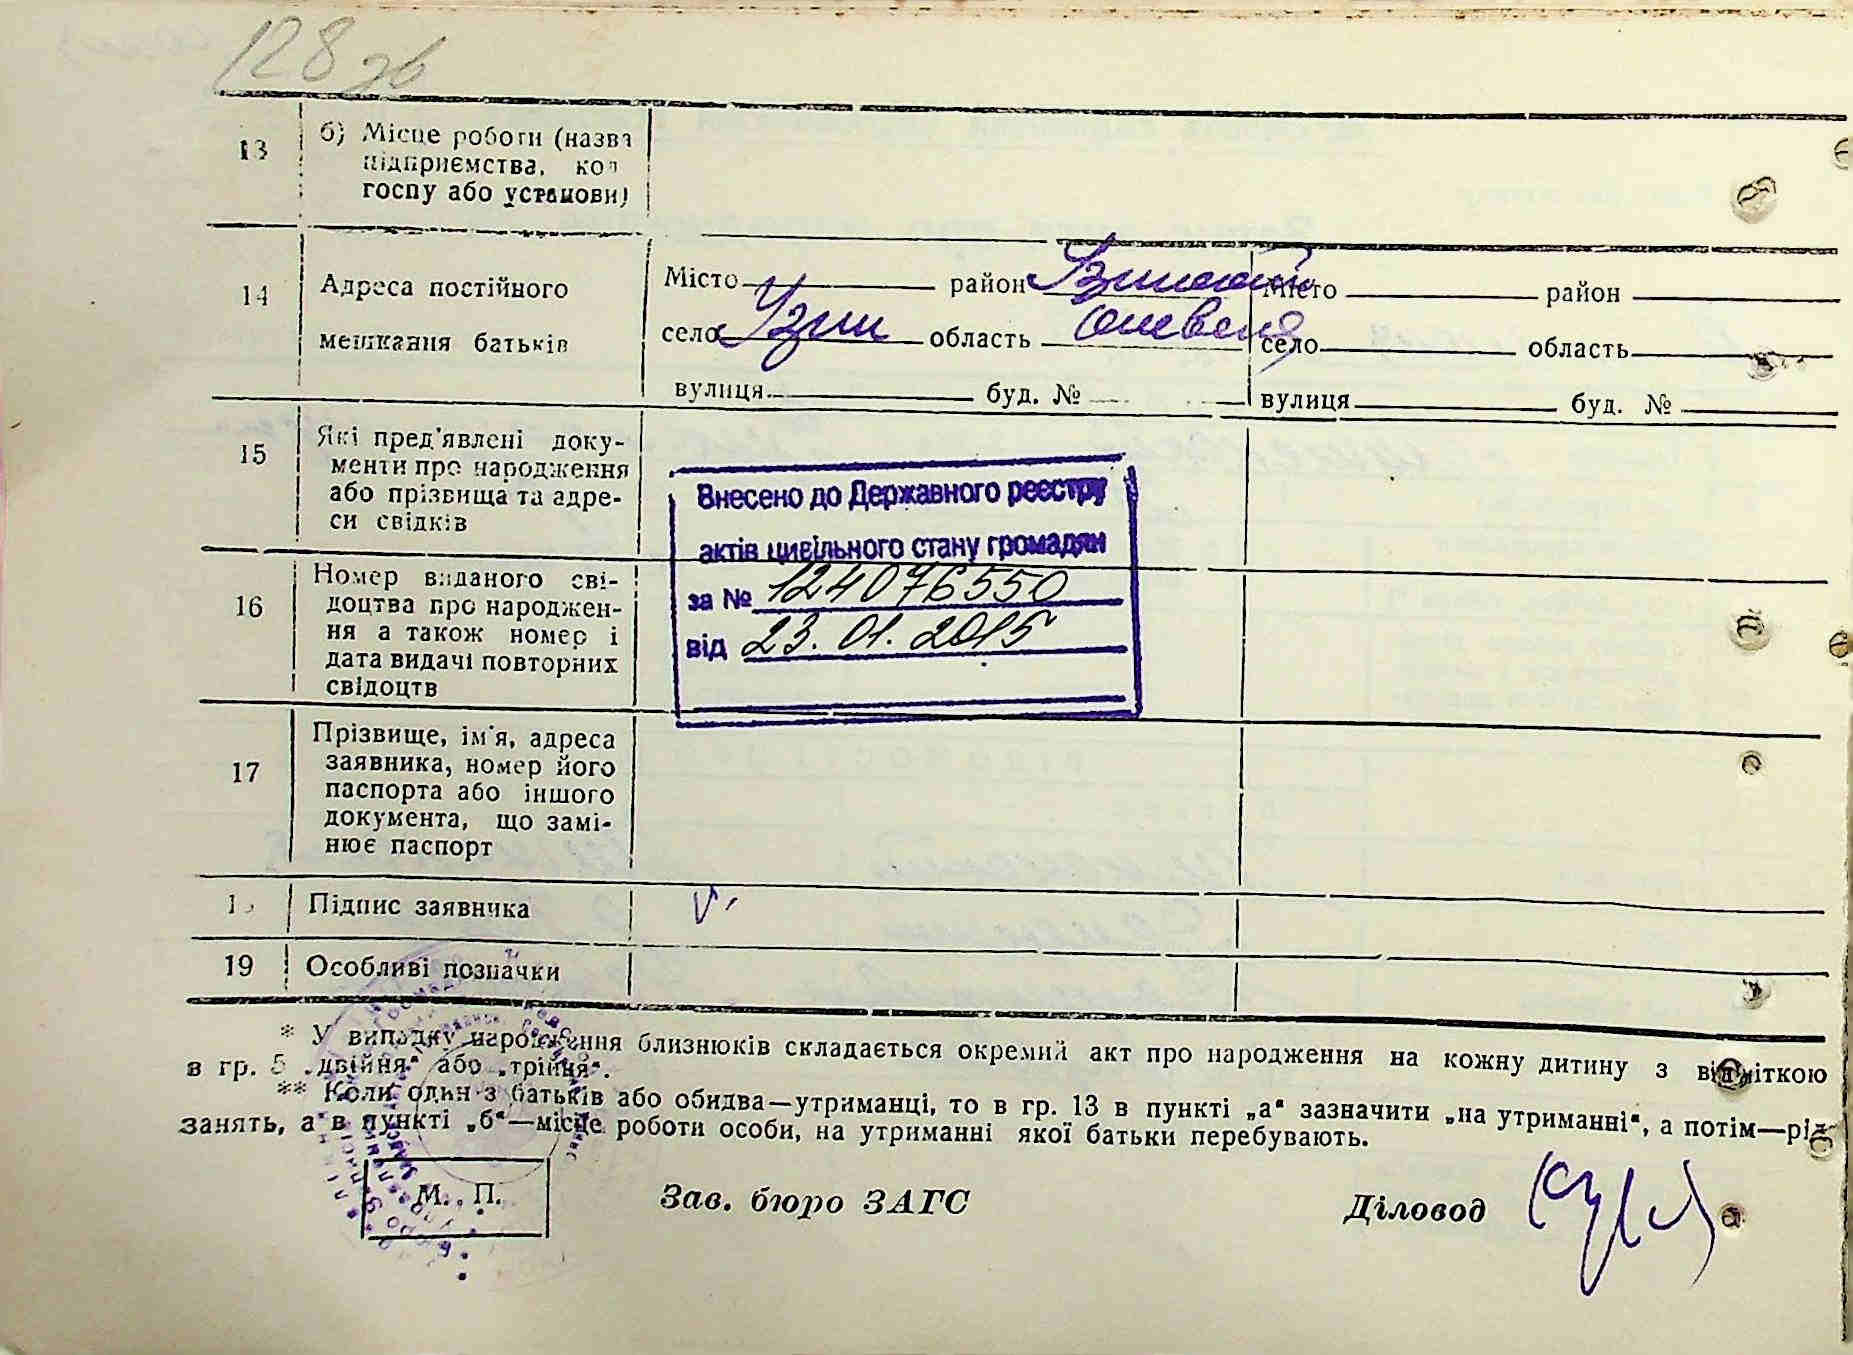 128 зв
13 б) Місце роботи (назва
підприємства, кол
госпу або установи)
14 Адреса постійного
мешкання батьків
Місто район Місто район
село Узин область село область
вулиця буд. № вулиця буд. №
15 Які пред'явлені доку-
менти про народження
або прізвища та адре-
си свідків
16 Номер виданого сві-
доцтва про народжен-
ня а також номер і
дата видачі повторних
свідоцтв
Внесено до Державного реєстру
актів цивільного стану громадян
за № 124076550
від 23.01.2015
17 Прізвище, ім'я, адреса
заявника, номер його
паспорта або іншого
документа, що замі-
нює паспорт
18 Підпис заявника V
19 Особливі позначки
* У випадку народження близнюків складається окремий акт про народження на кожну дитину з відміткою
в гр. 5 „двійня“ або „трійня“.
** Коли один з батьків або обидва—утриманці, то в гр. 13 в пункті „а“ зазначити „на утриманні“, а потім—рід
занять, а в пункті „б“—місце роботи особи, на утриманні якої батьки перебувають.
М. П. Зав. бюро ЗАГС Діловод